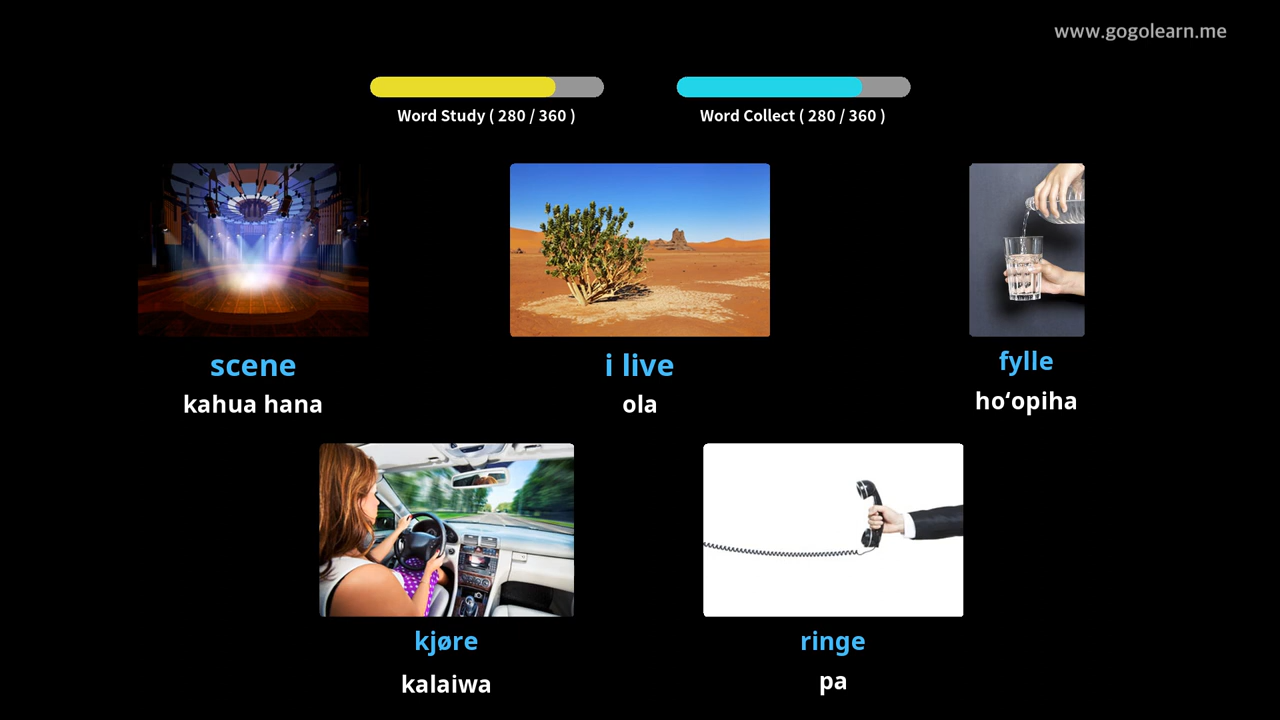 www.gogolearn.me
Word Study ( 280 / 360 )
Word Collect ( 280 / 360 )
scene
kahua hana
i live
ola
fylle
hoʻopiha
kjøre
kalaiwa
ringe
pa